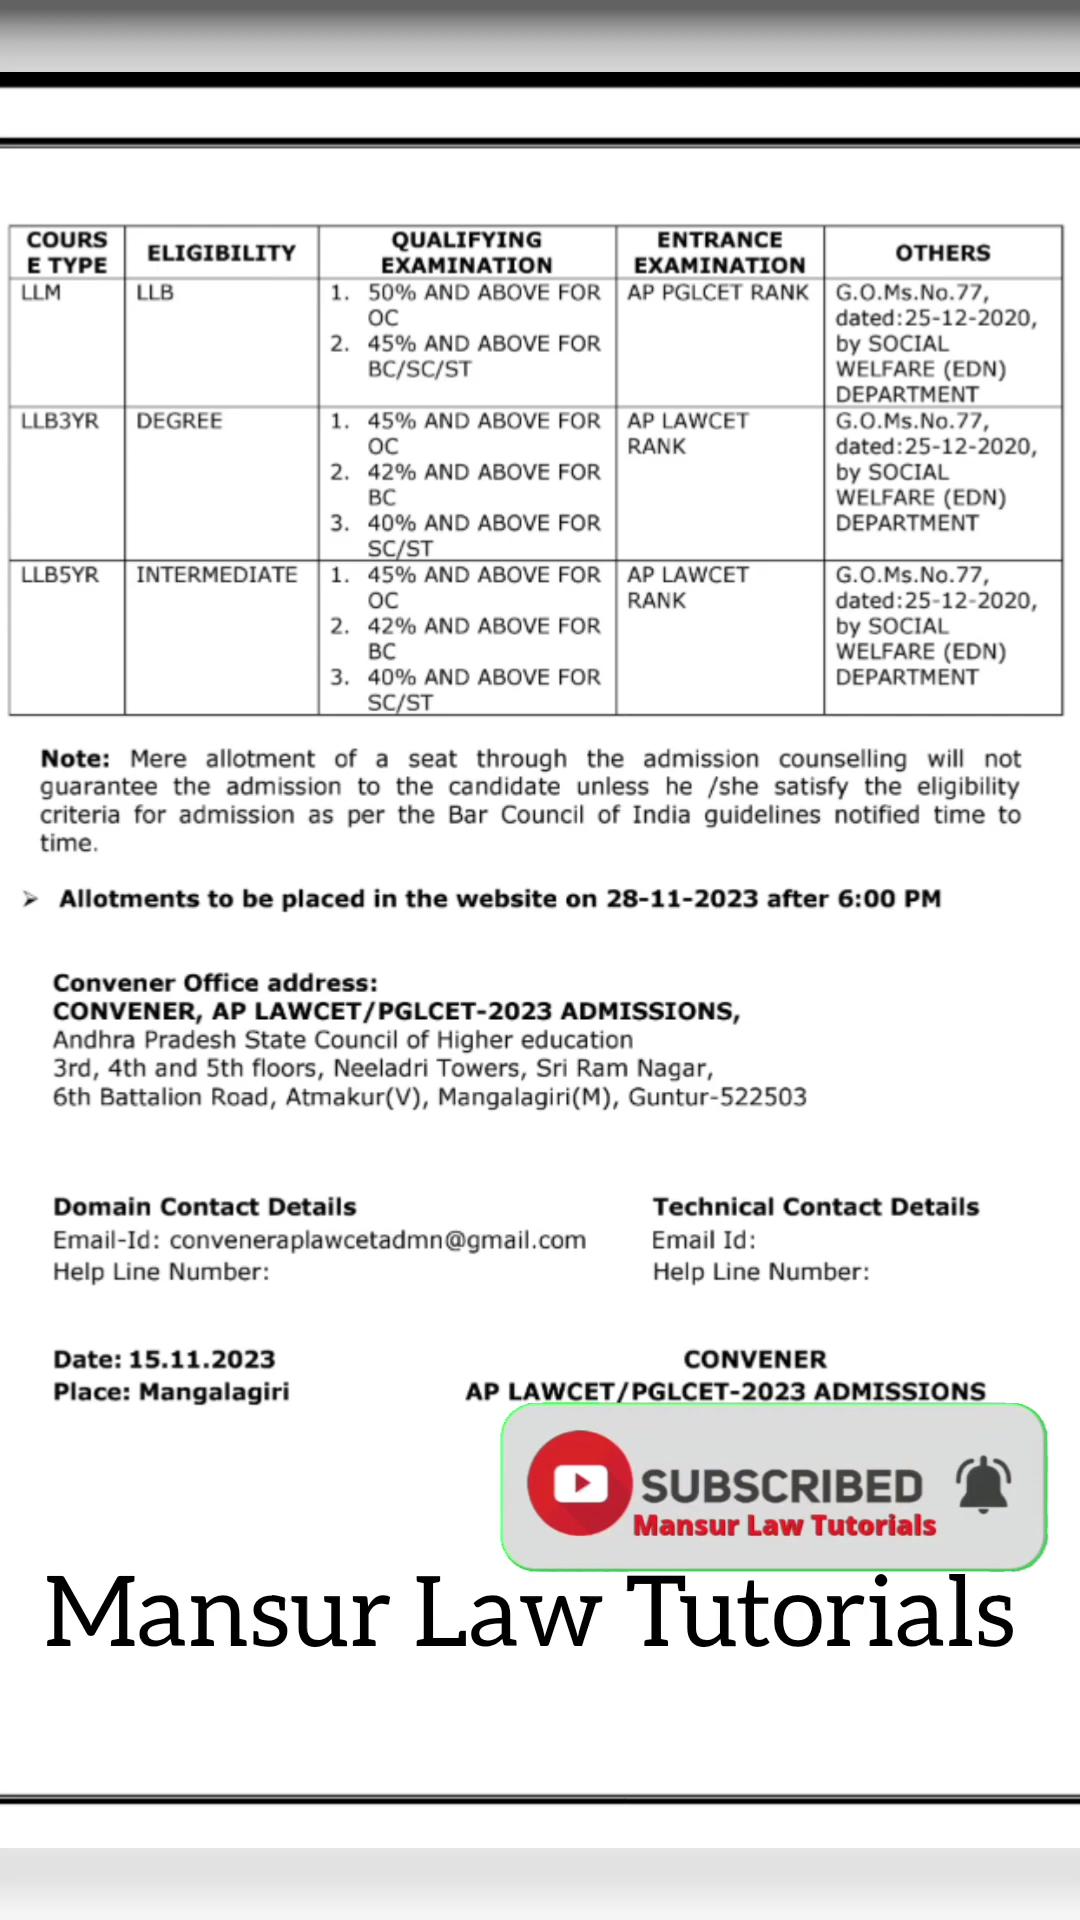 COURS
E TYPE
ELIGIBILITY
QUALIFYING
EXAMINATION
ENTRANCE
EXAMINATION
OTHERS
LLM
LLB
1. 50% AND ABOVE FOR
OC
2. 45% AND ABOVE FOR
BC/SC/ST
AP PGLCET RANK
G.O.Ms.No.77,
dated:25-12-2020,
by SOCIAL
WELFARE (EDN)
DEPARTMENT
LLB3YR
DEGREE
1. 45% AND ABOVE FOR
OC
2. 42% AND ABOVE FOR
BC
3. 40% AND ABOVE FOR
SC/ST
AP LAWCET
RANK
G.O.Ms.No.77,
dated:25-12-2020,
by SOCIAL
WELFARE (EDN)
DEPARTMENT
LLB5YR
INTERMEDIATE
1. 45% AND ABOVE FOR
OC
2. 42% AND ABOVE FOR
BC
3. 40% AND ABOVE FOR
SC/ST
AP LAWCET
RANK
G.O.Ms.No.77,
dated:25-12-2020,
by SOCIAL
WELFARE (EDN)
DEPARTMENT
Note: Mere allotment of a seat through the admission counselling will not
guarantee the admission to the candidate unless he /she satisfy the eligibility
criteria for admission as per the Bar Council of India guidelines notified time to
time.
➢ Allotments to be placed in the website on 28-11-2023 after 6:00 PM
Convener Office address:
CONVENER, AP LAWCET/PGLCET-2023 ADMISSIONS,
Andhra Pradesh State Council of Higher education
3rd, 4th and 5th floors, Neeladri Towers, Sri Ram Nagar,
6th Battalion Road, Atmakur(V), Mangalagiri(M), Guntur-522503
Domain Contact Details
Email-Id: conveneraplawcetadmn@gmail.com
Help Line Number:
Technical Contact Details
Email Id:
Help Line Number:
Date: 15.11.2023
Place: Mangalagiri
CONVENER
AP LAWCET/PGLCET-2023 ADMISSIONS
SUBSCRIBED
Mansur Law Tutorials
Mansur Law Tutorials